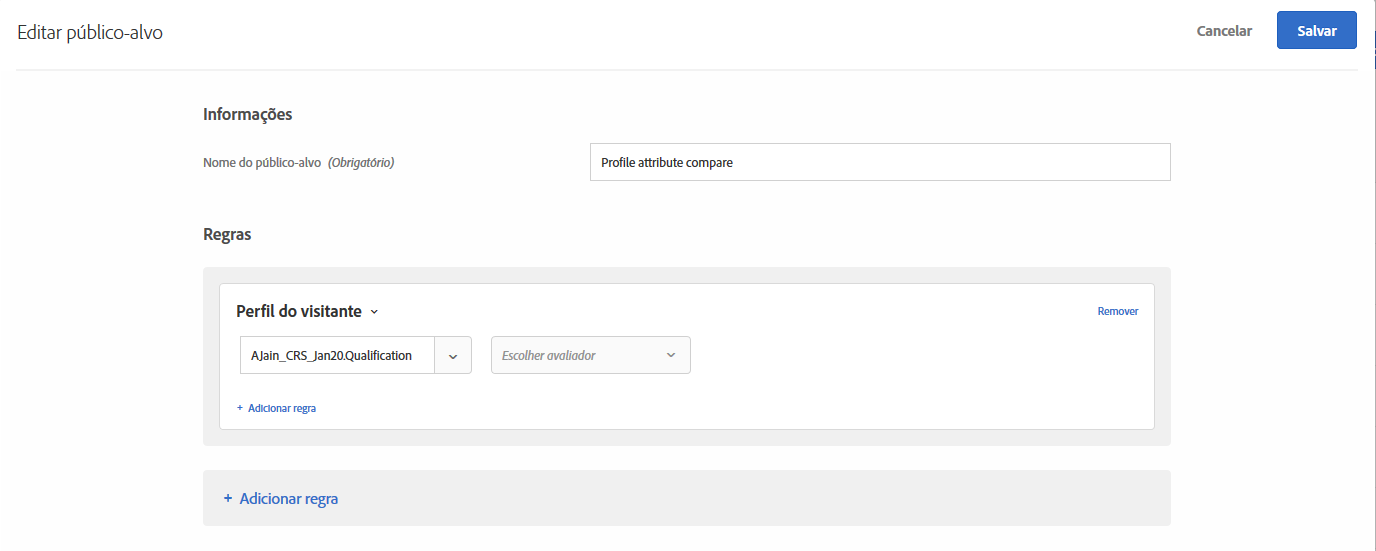 Editar público-alvo
Cancelar
Salvar
Informações
Nome do público-alvo (Obrigatório)
Profile attribute compare
Regras
Perfil do visitante
Remover
AJain_CRS_Jan20.Qualification
Escolher avaliador
+ Adicionar regra
+ Adicionar regra